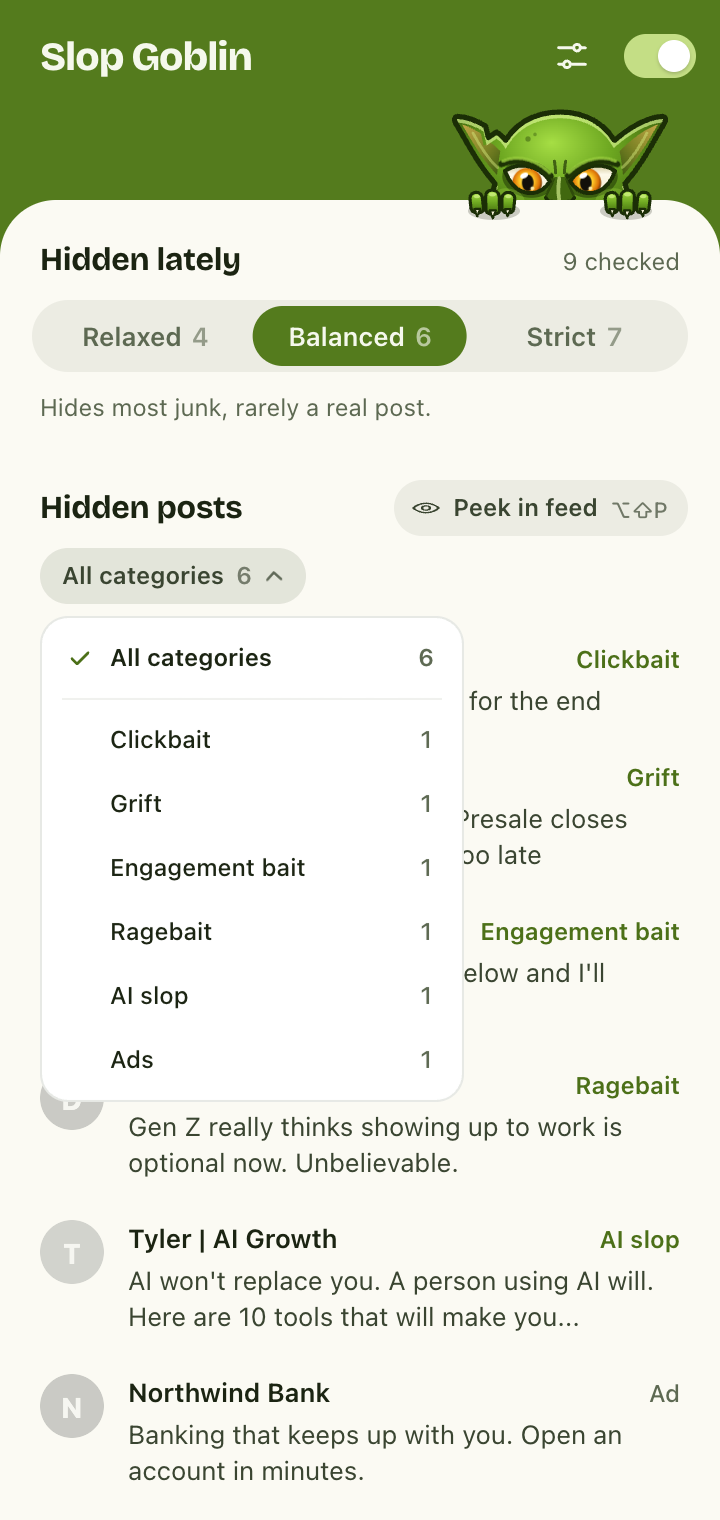 Slop Goblin
Hidden lately
9 checked
Relaxed 4
Balanced 6
Strict 7
Hides most junk, rarely a real post.
Hidden posts
Peek in feed ⌥⇧P
All categories 6
All categories 6
Clickbait 1
Grift 1
Engagement bait 1
Ragebait 1
AI slop 1
Ads 1
Clickbait
for the end
Grift
Presale closes
late
Engagement bait
and I'll
Ragebait
Gen Z really thinks showing up to work is
optional now. Unbelievable.
T
Tyler | AI Growth
AI slop
AI won't replace you. A person using AI will.
Here are 10 tools that will make you...
N
Northwind Bank
Ad
Banking that keeps up with you. Open an
account in minutes.